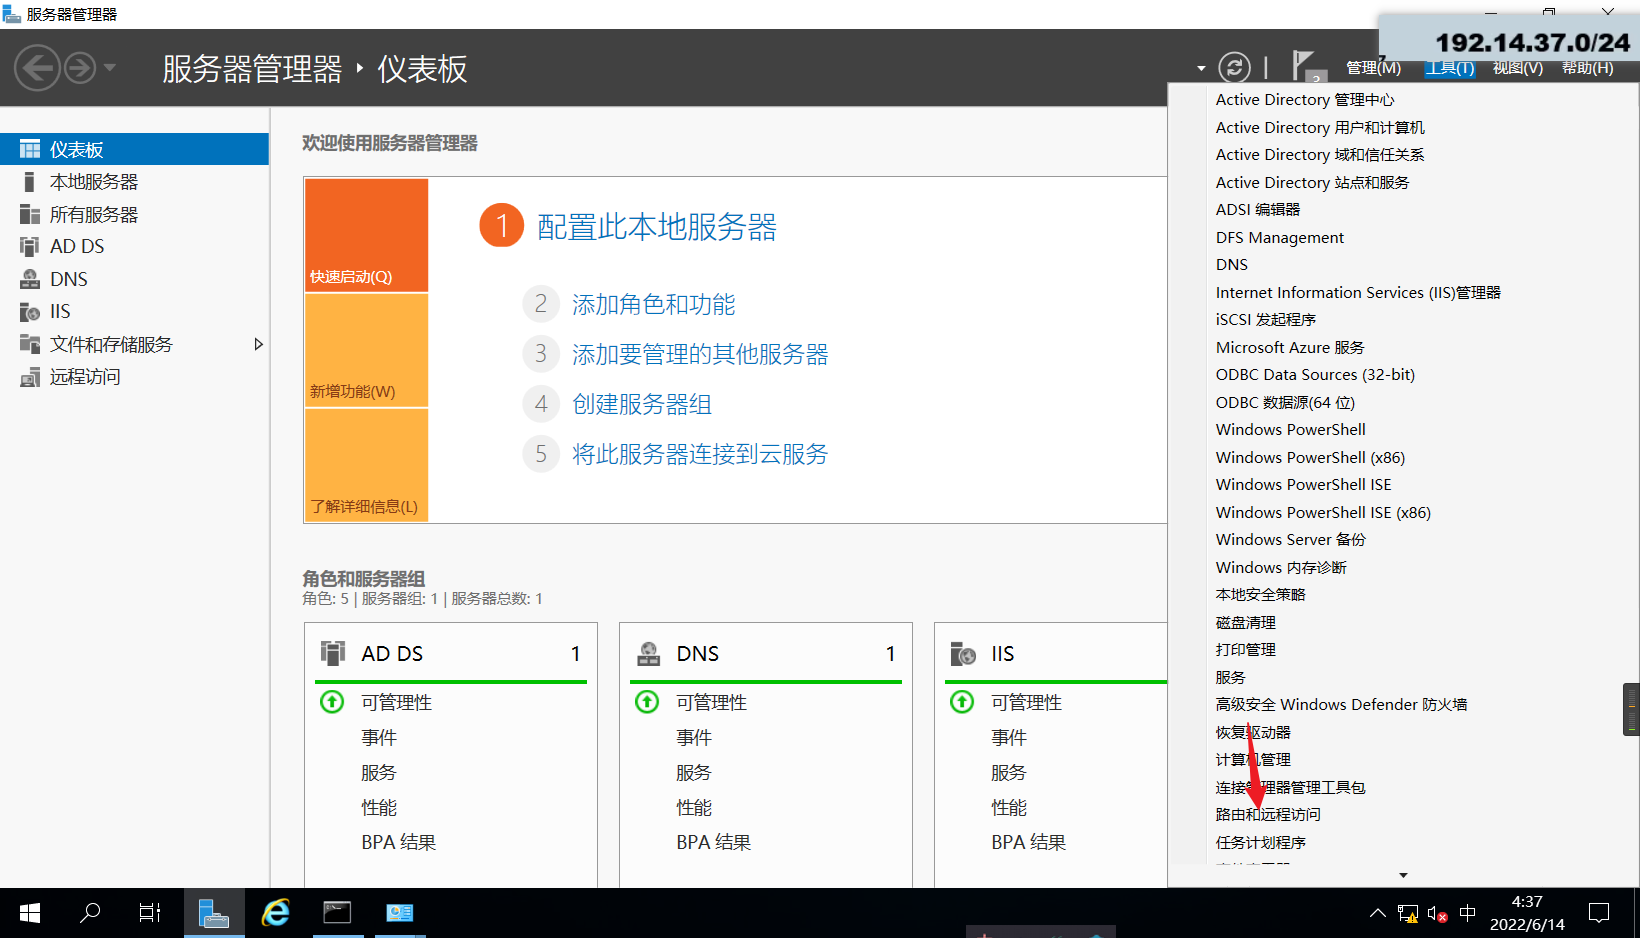 服务器管理器
192.14.37.0/24
服务器管理器 ‣ 仪表板
管理(M)
工具(T)
视图(V)
帮助(H)
仪表板
本地服务器
所有服务器
AD DS
DNS
IIS
文件和存储服务
远程访问
欢迎使用服务器管理器
快速启动(Q)
新增功能(W)
了解详细信息(L)
1 配置此本地服务器
2 添加角色和功能
3 添加要管理的其他服务器
4 创建服务器组
5 将此服务器连接到云服务
角色和服务器组
角色: 5 | 服务器组: 1 | 服务器总数: 1
AD DS 1
可管理性
事件
服务
性能
BPA 结果
DNS 1
可管理性
事件
服务
性能
BPA 结果
IIS
可管理性
事件
服务
性能
BPA 结果
Active Directory 管理中心
Active Directory 用户和计算机
Active Directory 域和信任关系
Active Directory 站点和服务
ADSI 编辑器
DFS Management
DNS
Internet Information Services (IIS)管理器
iSCSI 发起程序
Microsoft Azure 服务
ODBC Data Sources (32-bit)
ODBC 数据源(64 位)
Windows PowerShell
Windows PowerShell (x86)
Windows PowerShell ISE
Windows PowerShell ISE (x86)
Windows Server 备份
Windows 内存诊断
本地安全策略
磁盘清理
打印管理
服务
高级安全 Windows Defender 防火墙
恢复驱动器
计算机管理
连接管理器管理工具包
路由和远程访问
任务计划程序
中
4:37
2022/6/14